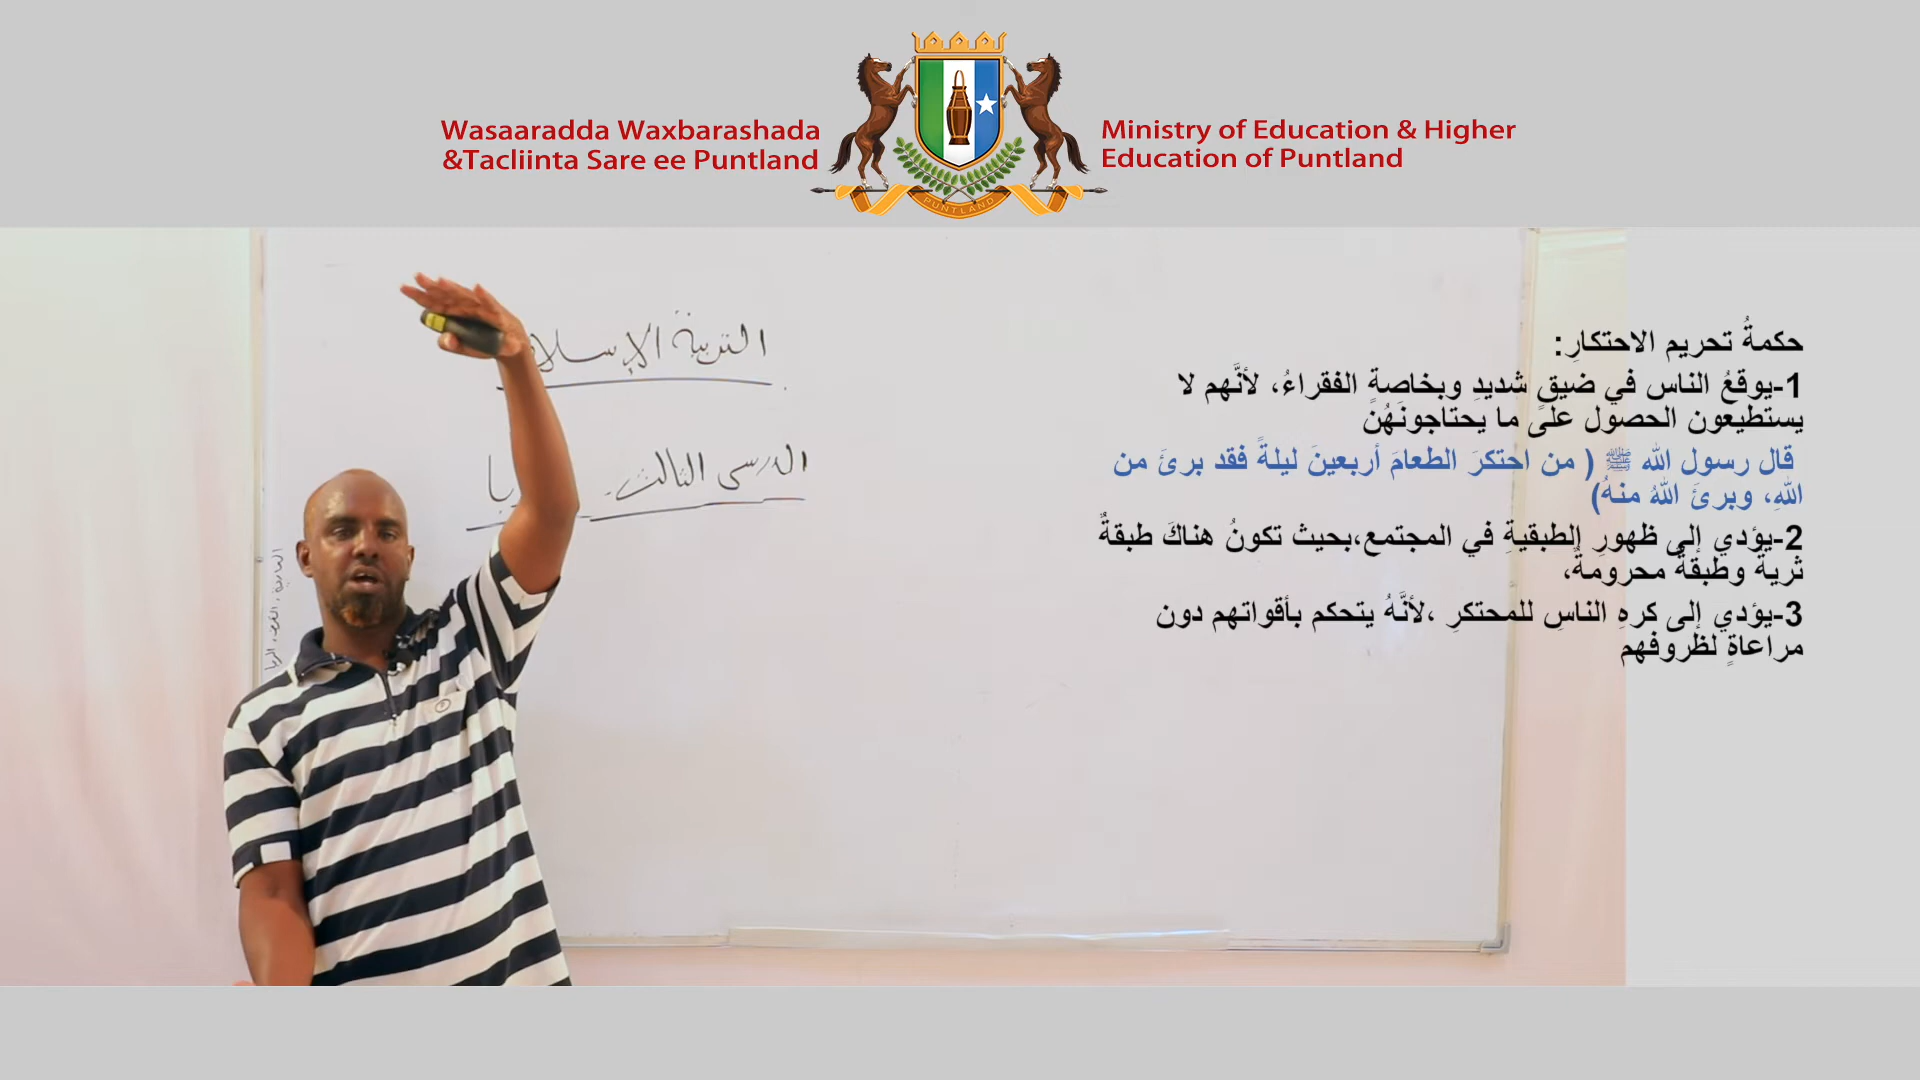 Wasaaradda Waxbarashada
&Tacliinta Sare ee Puntland
Ministry of Education & Higher
Education of Puntland
PUNTLAND
التربية الإسلا
الدرس الثالث
با
حكمةُ تحريم الاحتكارِ:
1-يوقعُ الناس في ضيقٍ شديدِ وبخاصةٍ الفقراءُ، لأنَّهم لا
يستطيعون الحصول على ما يحتاجونَهُن
قال رسول الله ﷺ ( من احتكرَ الطعامَ أربعينَ ليلةً فقد برئَ من
اللهِ، وبرئَ اللهُ منهُ)
2-يؤدي إلى ظهورِ الطبقيةِ في المجتمع،بحيث تكونُ هناكَ طبقةٌ
ثريةٌ وطبقةٌ محرومةٌ،
3-يؤدي إلى كرهِ الناسِ للمحتكرِ ،لأنَّهُ يتحكم بأقواتهم دون
مراعاةٍ لظروفهم